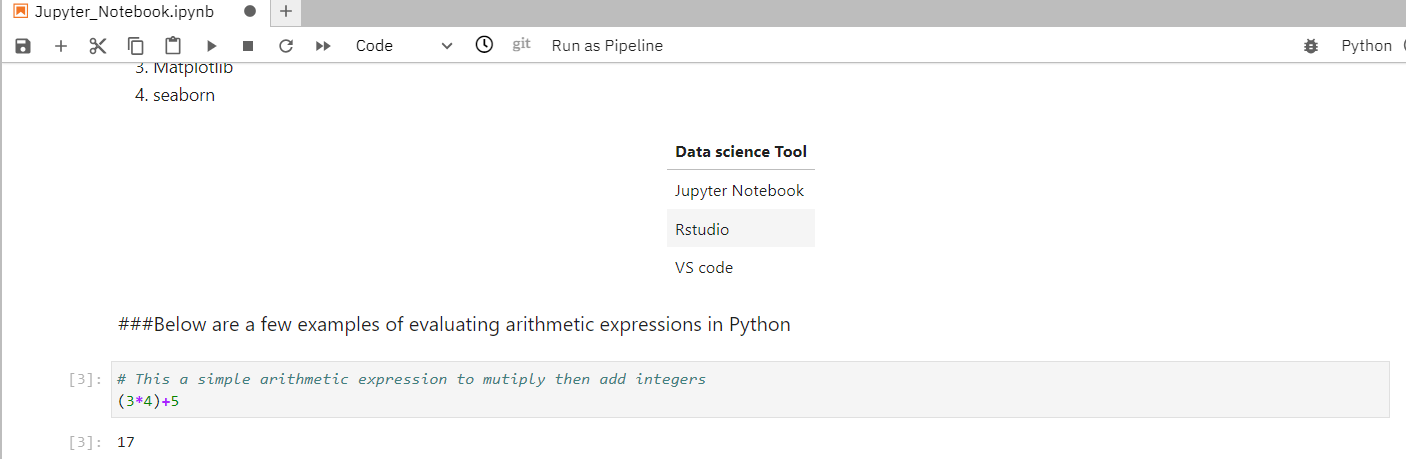 Jupyter_Notebook.ipynb
Code git Run as Pipeline Python
3. Matplotlib
4. seaborn
Data science Tool
Jupyter Notebook
Rstudio
VS code
###Below are a few examples of evaluating arithmetic expressions in Python
[3]: # This a simple arithmetic expression to mutiply then add integers
(3*4)+5
[3]: 17